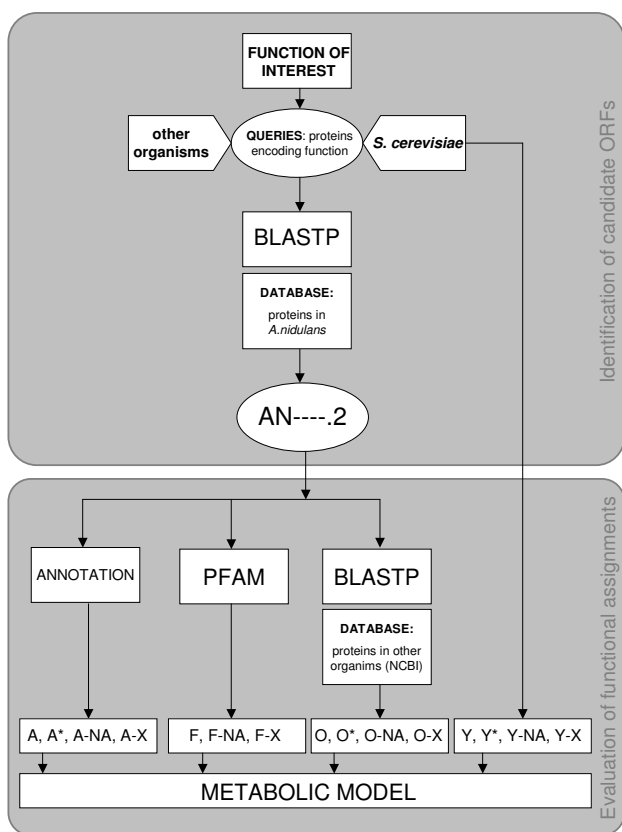 FUNCTION OF
INTEREST
other
organisms
QUERIES: proteins
encoding function
S. cerevisiae
BLASTP
DATABASE:
proteins in
A.nidulans
AN----.2
Identification of candidate ORFs
ANNOTATION
PFAM
BLASTP
DATABASE:
proteins in other
organims (NCBI)
A, A*, A-NA, A-X
F, F-NA, F-X
O, O*, O-NA, O-X
Y, Y*, Y-NA, Y-X
METABOLIC MODEL
Evaluation of functional assignments